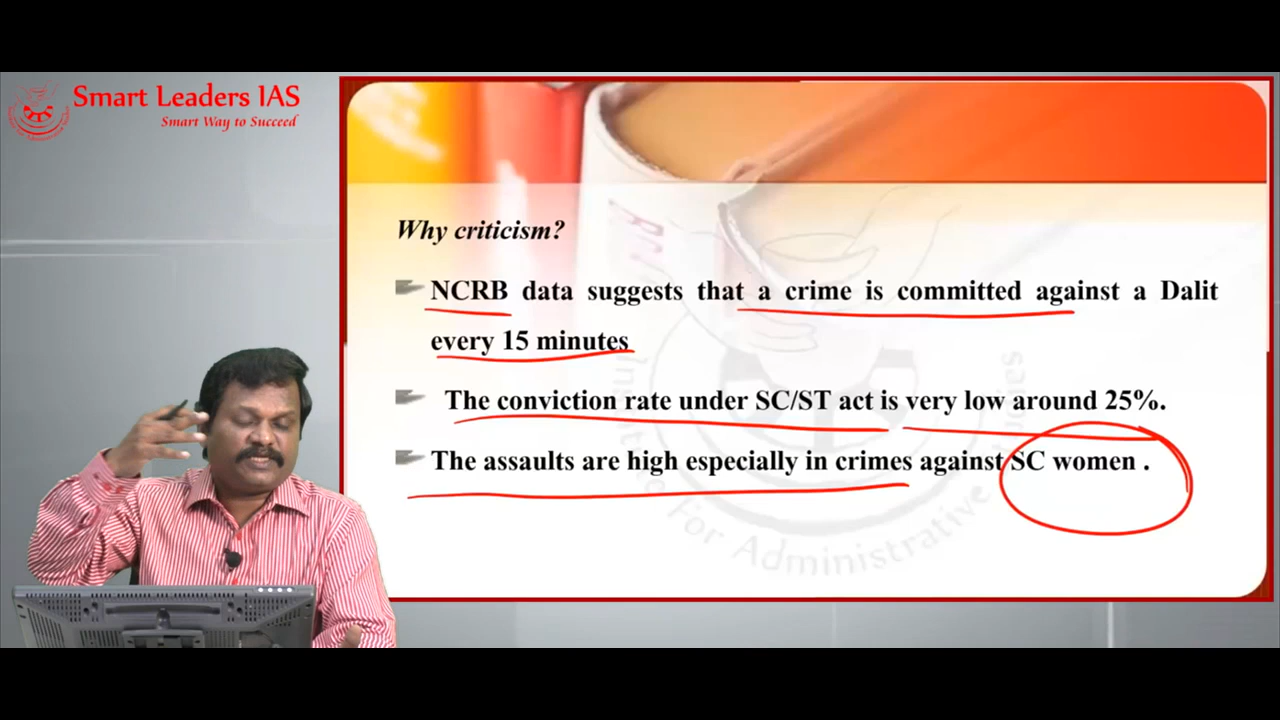 Smart Leaders IAS
Smart Way to Succeed
Why criticism?
NCRB data suggests that a crime is committed against a Dalit
every 15 minutes
The conviction rate under SC/ST act is very low around 25%.
The assaults are high especially in crimes against SC women .
For Administrative